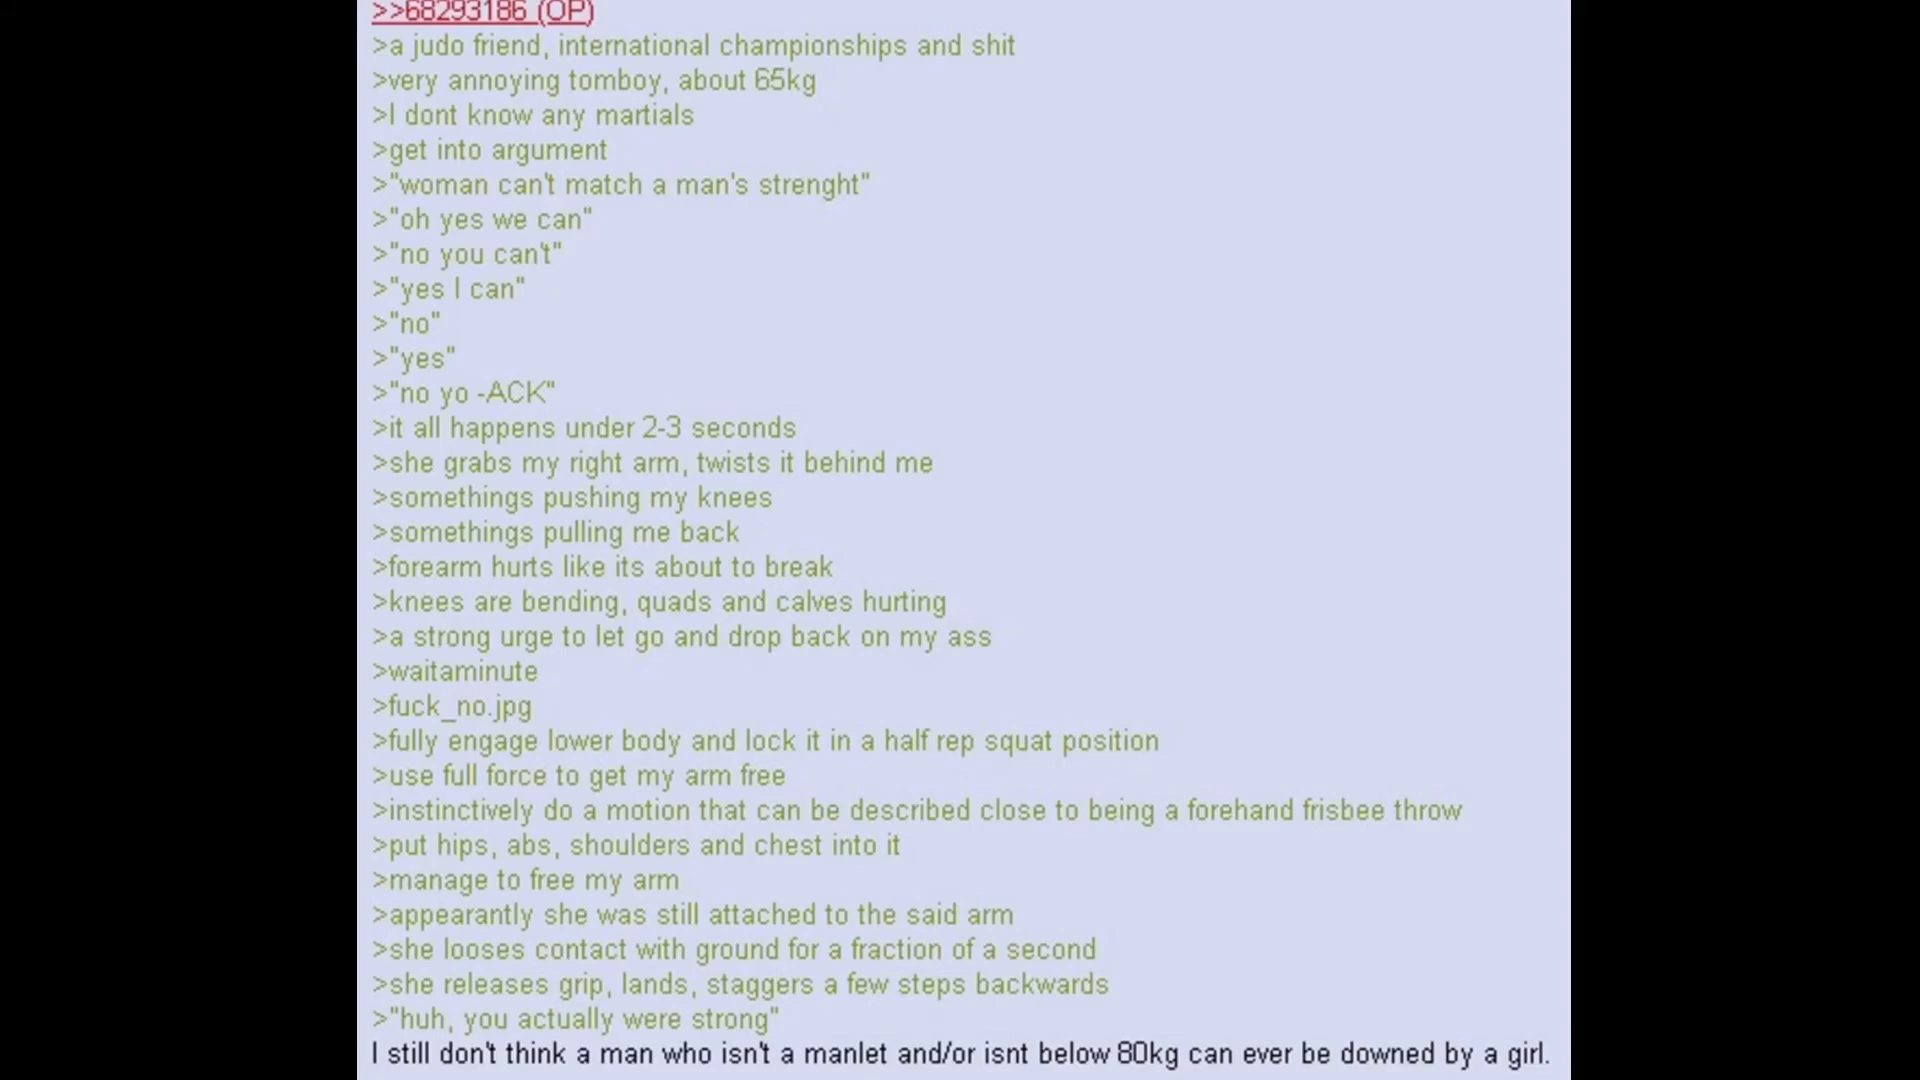 >>68293186 (OP)
>a judo friend, international championships and shit
>very annoying tomboy, about 65kg
>I dont know any martials
>get into argument
>"woman can't match a man's strenght"
>"oh yes we can"
>"no you can't"
>"yes I can"
>"no"
>"yes"
>"no yo -ACK"
>it all happens under 2-3 seconds
>she grabs my right arm, twists it behind me
>somethings pushing my knees
>somethings pulling me back
>forearm hurts like its about to break
>knees are bending, quads and calves hurting
>a strong urge to let go and drop back on my ass
>waitaminute
>fuck_no.jpg
>fully engage lower body and lock it in a half rep squat position
>use full force to get my arm free
>instinctively do a motion that can be described close to being a forehand frisbee throw
>put hips, abs, shoulders and chest into it
>manage to free my arm
>appearantly she was still attached to the said arm
>she looses contact with ground for a fraction of a second
>she releases grip, lands, staggers a few steps backwards
>"huh, you actually were strong"
I still don't think a man who isn't a manlet and/or isnt below 80kg can ever be downed by a girl.